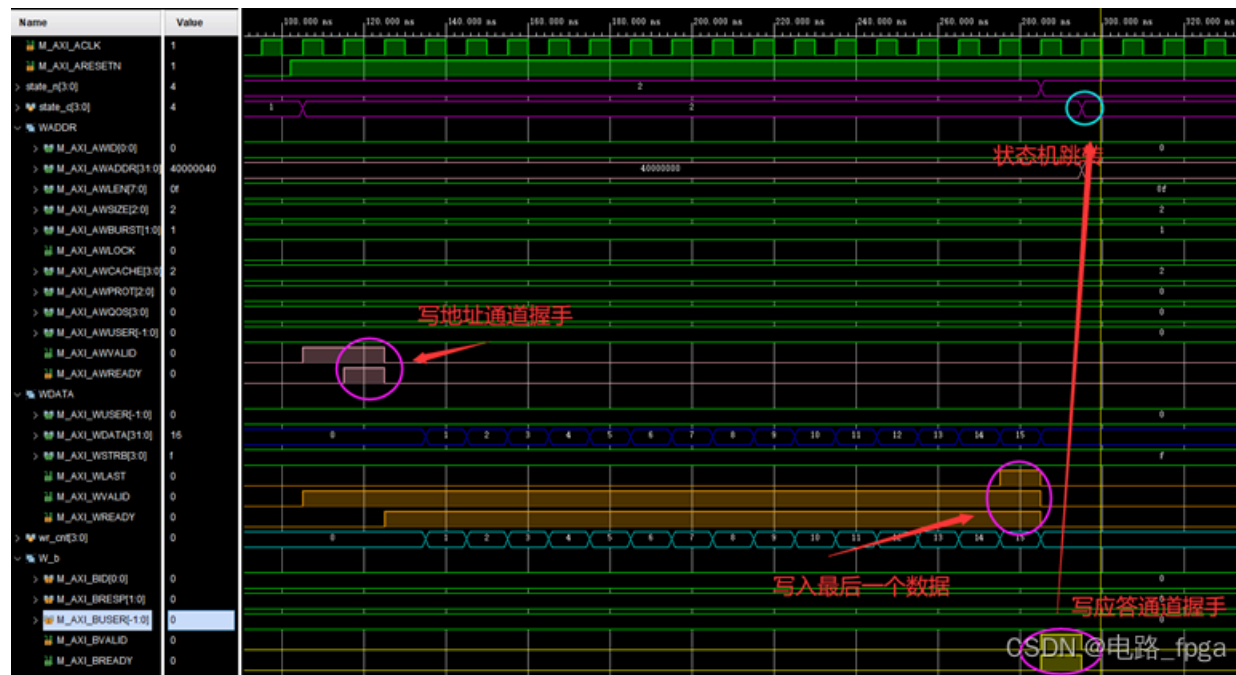 Name Value 100.000 ns 120.000 ns 140.000 ns 160.000 ns 180.000 ns 200.000 ns 220.000 ns 240.000 ns 260.000 ns 280.000 ns 300.000 ns 320.000 ns
M_AXI_ACLK 1
M_AXI_ARESETN 1
state_n[3:0] 4 2
state_c[3:0] 4 1 2
WADDR
M_AXI_AWID[0:0] 0 0
状态机跳转
M_AXI_AWADDR[31:0] 40000040 40000000
M_AXI_AWLEN[7:0] 0f 0f
M_AXI_AWSIZE[2:0] 2 2
M_AXI_AWBURST[1:0] 1 1
M_AXI_AWLOCK 0
M_AXI_AWCACHE[3:0] 2 2
M_AXI_AWPROT[2:0] 0 0
M_AXI_AWQOS[3:0] 0 0
写地址通道握手
M_AXI_AWUSER[-1:0] 0 0
M_AXI_AWVALID 0
M_AXI_AWREADY 0
WDATA
M_AXI_WUSER[-1:0] 0 0
M_AXI_WDATA[31:0] 16 0 1 2 3 4 5 6 7 8 9 10 11 12 13 14 15
M_AXI_WSTRB[3:0] f f
M_AXI_WLAST 0
M_AXI_WVALID 0
M_AXI_WREADY 0
wr_cnt[3:0] 0 0 1 2 3 4 5 6 7 8 9 10 11 12 13 14 15
W_b
M_AXI_BID[0:0] 0 0
写入最后一个数据
M_AXI_BRESP[1:0] 0 0
写应答通道握手
M_AXI_BUSER[-1:0] 0 0
M_AXI_BVALID 0
CSDN @电路_fpga
M_AXI_BREADY 0